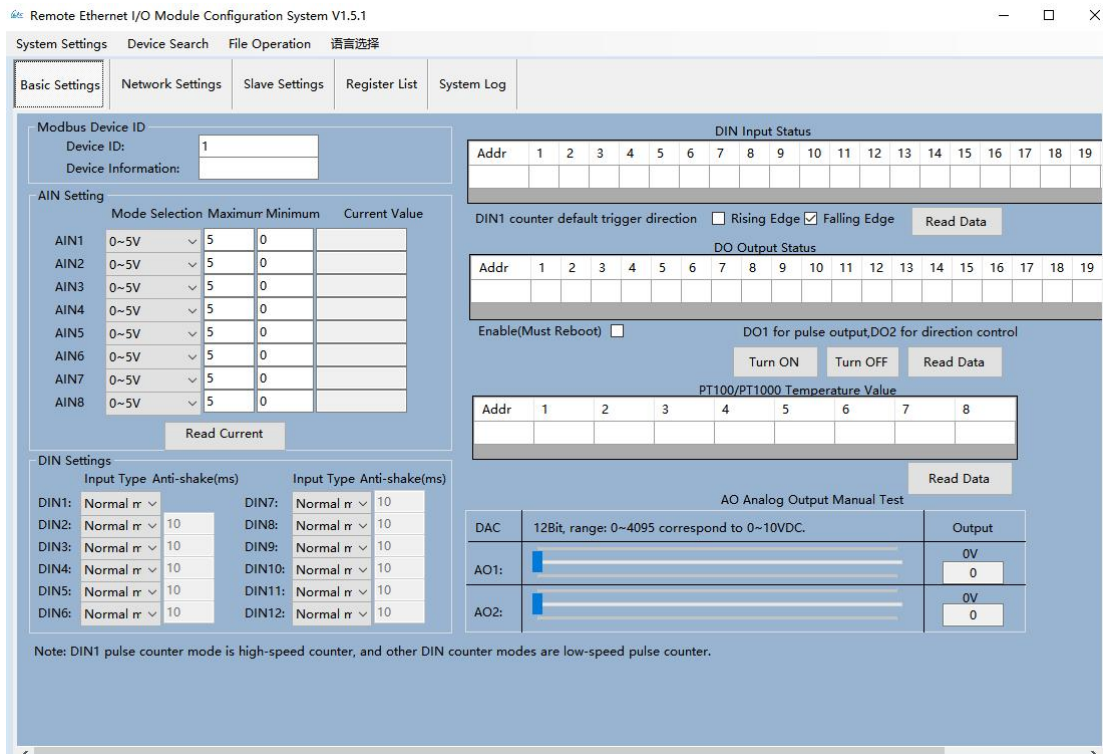 Remote Ethernet I/O Module Configuration System V1.5.1
System Settings Device Search File Operation 语言选择
Basic Settings Network Settings Slave Settings Register List System Log
Modbus Device ID
Device ID: 1
Device Information:
AIN Setting
Mode Selection Maximum Minimum Current Value
AIN1 0~5V 5 0
AIN2 0~5V 5 0
AIN3 0~5V 5 0
AIN4 0~5V 5 0
AIN5 0~5V 5 0
AIN6 0~5V 5 0
AIN7 0~5V 5 0
AIN8 0~5V 5 0
Read Current
DIN Settings
Input Type Anti-shake(ms) Input Type Anti-shake(ms)
DIN1: Normal m DIN7: Normal m 10
DIN2: Normal m 10 DIN8: Normal m 10
DIN3: Normal m 10 DIN9: Normal m 10
DIN4: Normal m 10 DIN10: Normal m 10
DIN5: Normal m 10 DIN11: Normal m 10
DIN6: Normal m 10 DIN12: Normal m 10
DIN Input Status
Addr 1 2 3 4 5 6 7 8 9 10 11 12 13 14 15 16 17 18 19
DIN1 counter default trigger direction Rising Edge Falling Edge Read Data
DO Output Status
Addr 1 2 3 4 5 6 7 8 9 10 11 12 13 14 15 16 17 18 19
Enable(Must Reboot) DO1 for pulse output,DO2 for direction control
Turn ON Turn OFF Read Data
PT100/PT1000 Temperature Value
Addr 1 2 3 4 5 6 7 8
Read Data
AO Analog Output Manual Test
DAC 12Bit, range: 0~4095 correspond to 0~10VDC. Output
AO1: 0V
0
AO2: 0V
0
Note: DIN1 pulse counter mode is high-speed counter, and other DIN counter modes are low-speed pulse counter.